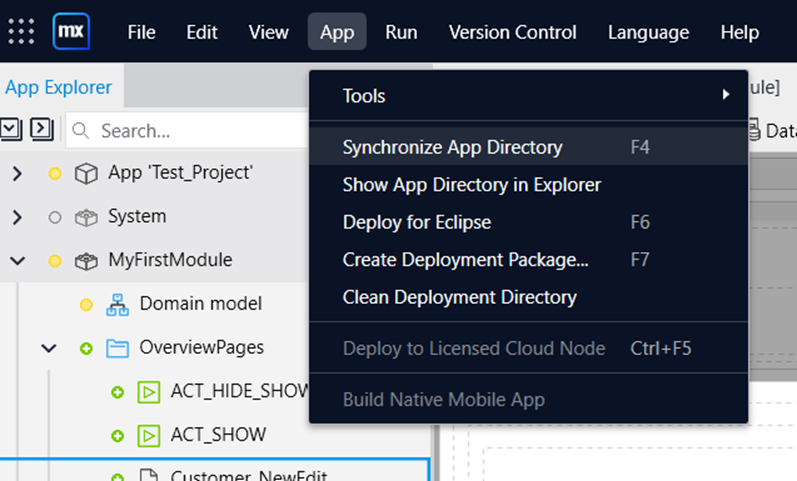 mx File Edit View App Run Version Control Language Help
App Explorer
ule]
Search...
Data
App 'Test_Project'
System
MyFirstModule
Domain model
OverviewPages
ACT_HIDE_SHOW
ACT_SHOW
Customer_NewEdit
Tools
Synchronize App Directory F4
Show App Directory in Explorer
Deploy for Eclipse F6
Create Deployment Package... F7
Clean Deployment Directory
Deploy to Licensed Cloud Node Ctrl+F5
Build Native Mobile App